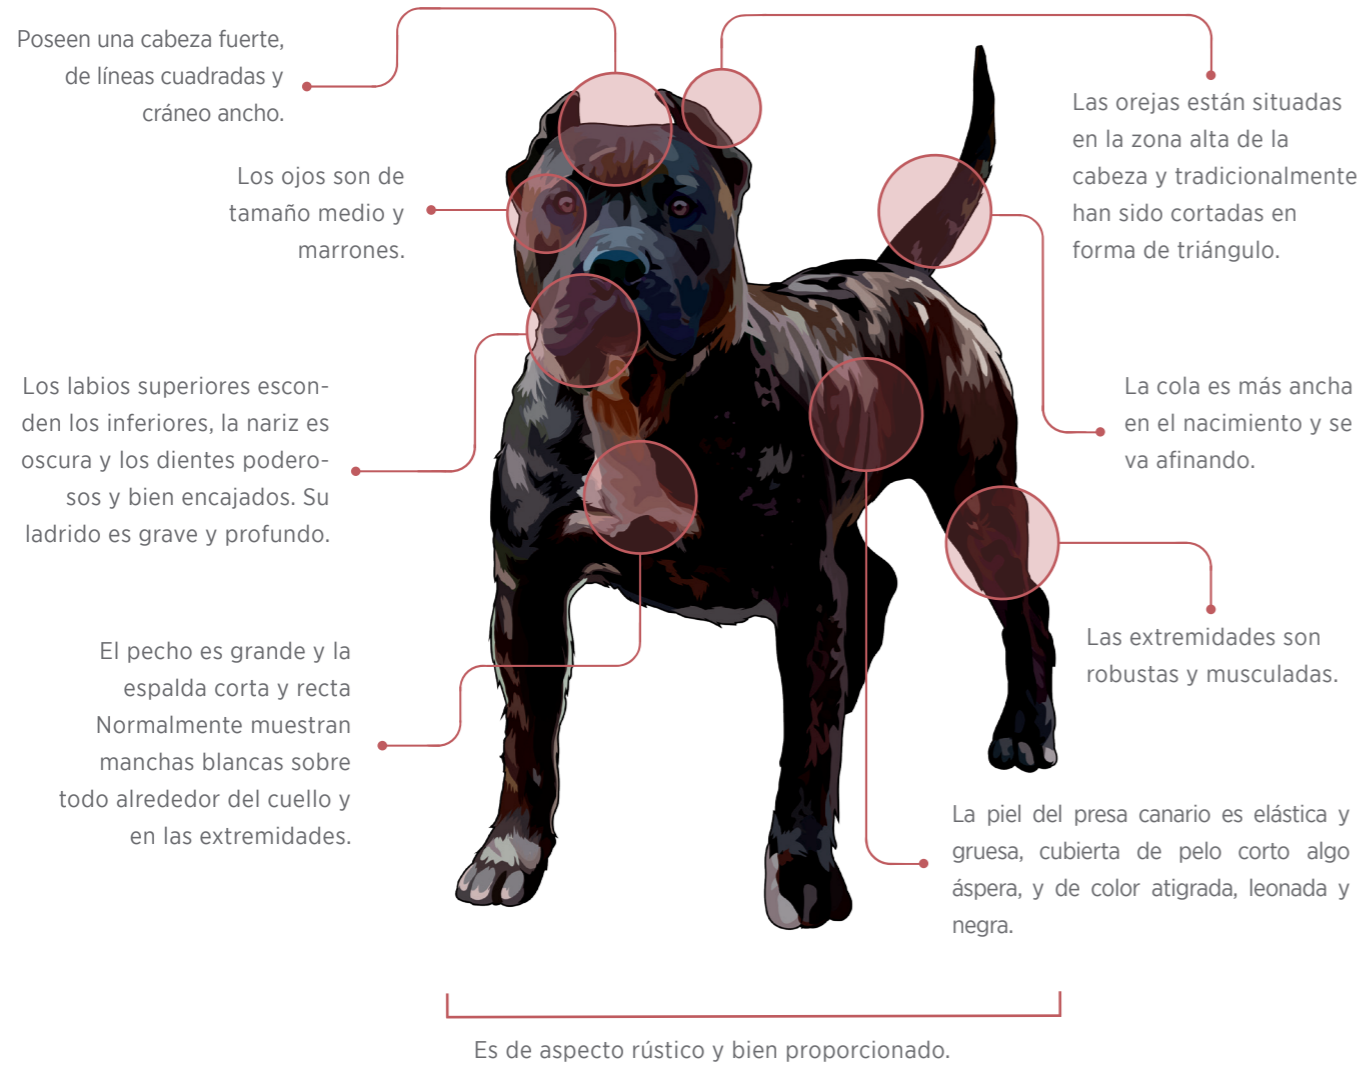 Poseen una cabeza fuerte,
de líneas cuadradas y
cráneo ancho.
Los ojos son de
tamaño medio y
marrones.
Los labios superiores escon-
den los inferiores, la nariz es
oscura y los dientes podero-
sos y bien encajados. Su
ladrido es grave y profundo.
El pecho es grande y la
espalda corta y recta
Normalmente muestran
manchas blancas sobre
todo alrededor del cuello y
en las extremidades.
Las orejas están situadas
en la zona alta de la
cabeza y tradicionalmente
han sido cortadas en
forma de triángulo.
La cola es más ancha
en el nacimiento y se
va afinando.
Las extremidades son
robustas y musculadas.
La piel del presa canario es elástica y
gruesa, cubierta de pelo corto algo
áspera, y de color atigrada, leonada y
negra.
Es de aspecto rústico y bien proporcionado.